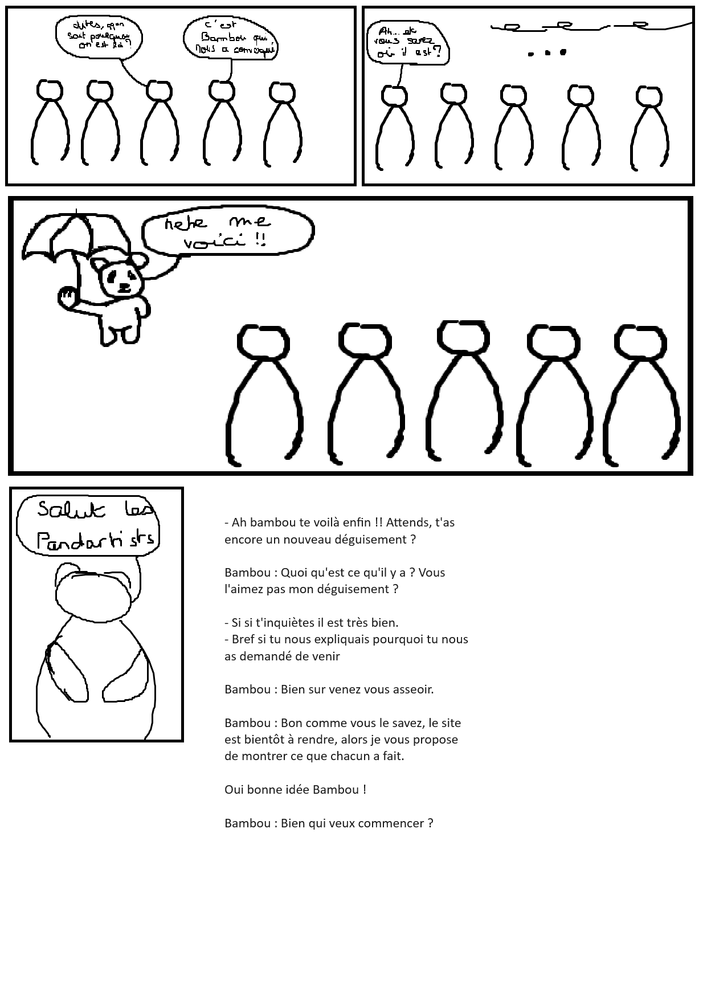 dites, qqn
sait pourquoi
on est là ?
c'est
Bambou qui
nous a convoqué
Ah... et
vous savez
où il est ?
...
hehe me
voici !!
Salut les
Pandartists
- Ah bambou te voilà enfin !! Attends, t'as
encore un nouveau déguisement ?
Bambou : Quoi qu'est ce qu'il y a ? Vous
l'aimez pas mon déguisement ?
- Si si t'inquiètes il est très bien.
- Bref si tu nous expliquais pourquoi tu nous
as demandé de venir
Bambou : Bien sur venez vous asseoir.
Bambou : Bon comme vous le savez, le site
est bientôt à rendre, alors je vous propose
de montrer ce que chacun a fait.
Oui bonne idée Bambou !
Bambou : Bien qui veux commencer ?